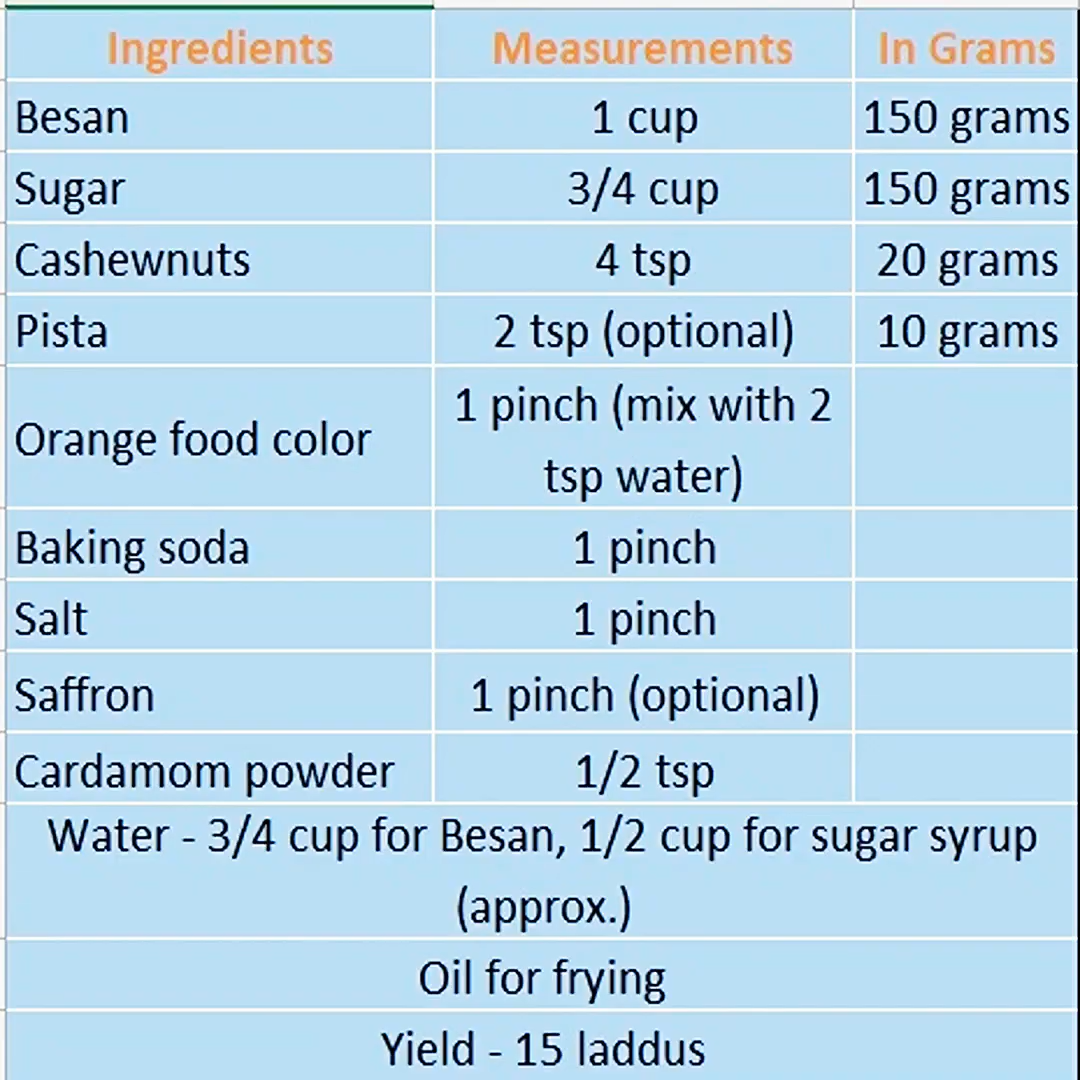 Ingredients Measurements In Grams
Besan 1 cup 150 grams
Sugar 3/4 cup 150 grams
Cashewnuts 4 tsp 20 grams
Pista 2 tsp (optional) 10 grams
Orange food color 1 pinch (mix with 2
tsp water)
Baking soda 1 pinch
Salt 1 pinch
Saffron 1 pinch (optional)
Cardamom powder 1/2 tsp
Water - 3/4 cup for Besan, 1/2 cup for sugar syrup
(approx.)
Oil for frying
Yield - 15 laddus